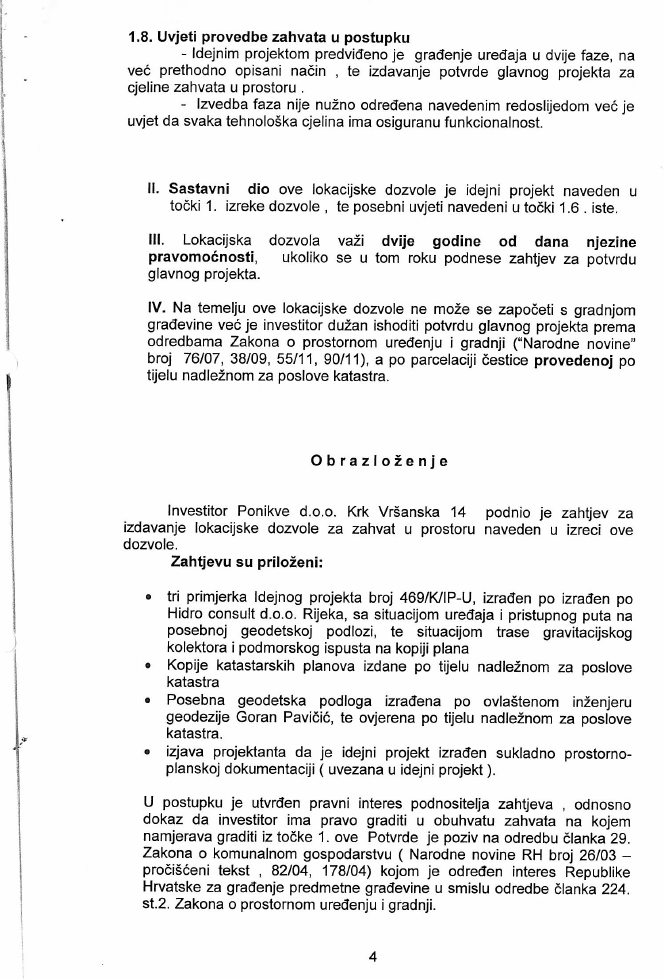 1.8. Uvjeti provedbe zahvata u postupku
- Idejnim projektom predviđeno je građenje uređaja u dvije faze, na
već prethodno opisani način , te izdavanje potvrde glavnog projekta za
cjeline zahvata u prostoru .
- Izvedba faza nije nužno određena navedenim redoslijedom već je
uvjet da svaka tehnološka cjelina ima osiguranu funkcionalnost.
II. Sastavni dio ove lokacijske dozvole je idejni projekt naveden u
točki 1. izreke dozvole , te posebni uvjeti navedeni u točki 1.6 . iste.
III. Lokacijska dozvola važi dvije godine od dana njezine
pravomoćnosti, ukoliko se u tom roku podnese zahtjev za potvrdu
glavnog projekta.
IV. Na temelju ove lokacijske dozvole ne može se započeti s gradnjom
građevine već je investitor dužan ishoditi potvrdu glavnog projekta prema
odredbama Zakona o prostornom uređenju i gradnji (“Narodne novine”
broj 76/07, 38/09, 55/11, 90/11), a po parcelaciji čestice provedenoj po
tijelu nadležnom za poslove katastra.
O b r a z l o ž e n j e
Investitor Ponikve d.o.o. Krk Vršanska 14 podnio je zahtjev za
izdavanje lokacijske dozvole za zahvat u prostoru naveden u izreci ove
dozvole.
Zahtjevu su priloženi:
• tri primjerka Idejnog projekta broj 469/K/IP-U, izrađen po izrađen po
Hidro consult d.o.o. Rijeka, sa situacijom uređaja i pristupnog puta na
posebnoj geodetskoj podlozi, te situacijom trase gravitacijskog
kolektora i podmorskog ispusta na kopiji plana
• Kopije katastarskih planova izdane po tijelu nadležnom za poslove
katastra
• Posebna geodetska podloga izrađena po ovlaštenom inženjeru
geodezije Goran Pavičić, te ovjerena po tijelu nadležnom za poslove
katastra.
• izjava projektanta da je idejni projekt izrađen sukladno prostorno-
planskoj dokumentaciji ( uvezana u idejni projekt ).
U postupku je utvrđen pravni interes podnositelja zahtjeva , odnosno
dokaz da investitor ima pravo graditi u obuhvatu zahvata na kojem
namjerava graditi iz točke 1. ove Potvrde je poziv na odredbu članka 29.
Zakona o komunalnom gospodarstvu ( Narodne novine RH broj 26/03 –
pročišćeni tekst , 82/04, 178/04) kojom je određen interes Republike
Hrvatske za građenje predmetne građevine u smislu odredbe članka 224.
st.2. Zakona o prostornom uređenju i gradnji.
4